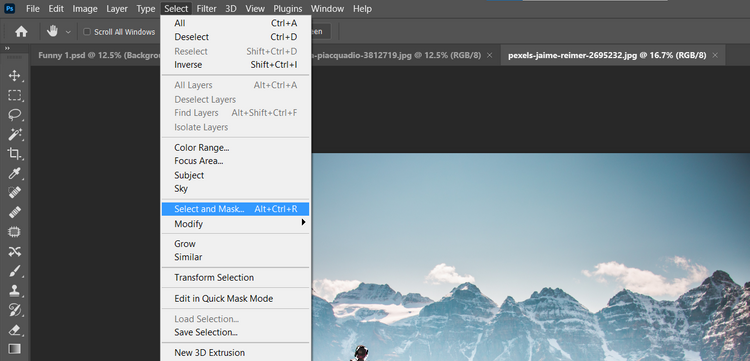 Ps File Edit Image Layer Type Select Filter 3D View Plugins Window Help
Scroll All Windows
Funny 1.psd @ 12.5% (Backgrou
-piacquadio-3812719.jpg @ 12.5% (RGB/8) ×
pexels-jaime-reimer-2695232.jpg @ 16.7% (RGB/8) ×
All Ctrl+A
Deselect Ctrl+D
Reselect Shift+Ctrl+D
Inverse Shift+Ctrl+I
All Layers Alt+Ctrl+A
Deselect Layers
Find Layers Alt+Shift+Ctrl+F
Isolate Layers
Color Range...
Focus Area...
Subject
Sky
Select and Mask... Alt+Ctrl+R
Modify
Grow
Similar
Transform Selection
Edit in Quick Mask Mode
Load Selection...
Save Selection...
New 3D Extrusion